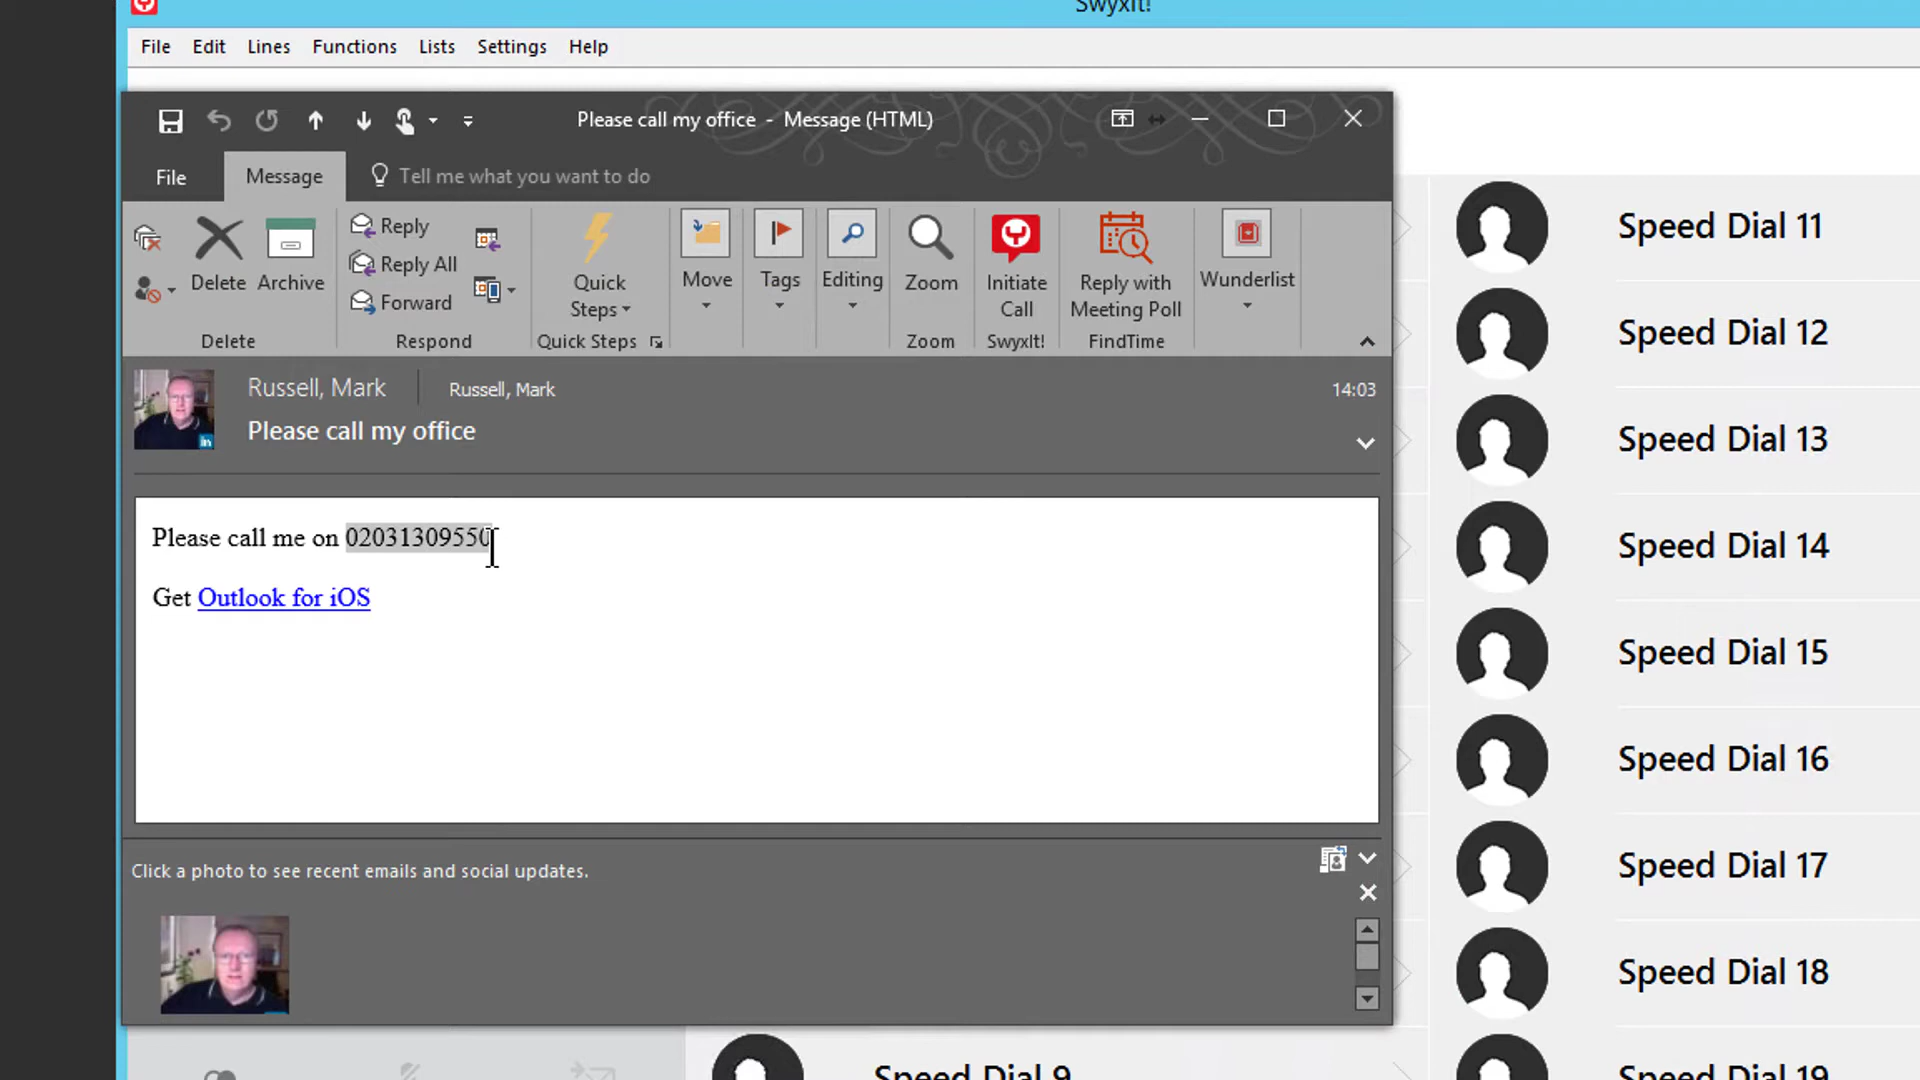 SwyxIt!
File Edit Lines Functions Lists Settings Help
Please call my office - Message (HTML)
File Message Tell me what you want to do
Delete Archive
Reply
Reply All
Forward
Quick Steps
Move
Tags
Editing
Zoom
Initiate Call
Reply with Meeting Poll
Wunderlist
Delete Respond Quick Steps Zoom SwyxIt! FindTime
Russell, Mark Russell, Mark 14:03
Please call my office
Please call me on 02031309550
Get Outlook for iOS
Click a photo to see recent emails and social updates.
Speed Dial 11
Speed Dial 12
Speed Dial 13
Speed Dial 14
Speed Dial 15
Speed Dial 16
Speed Dial 17
Speed Dial 18
Speed Dial 9
Speed Dial 19
in